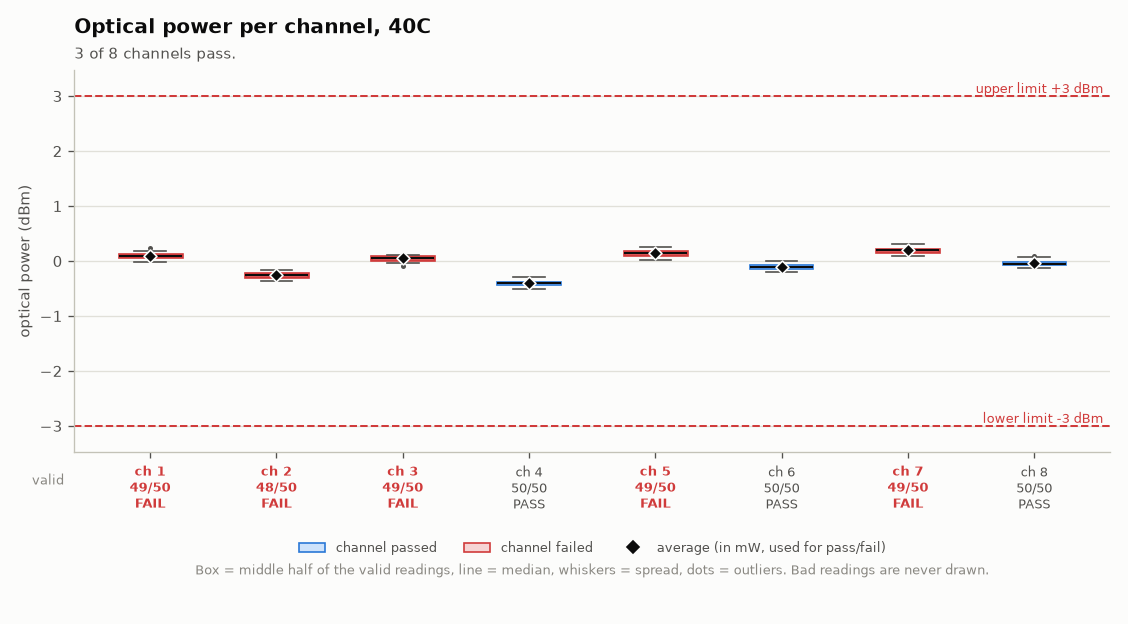 Optical power per channel, 40C
3 of 8 channels pass.
optical power (dBm)
3
2
1
0
−1
−2
−3
upper limit +3 dBm
lower limit -3 dBm
valid
ch 1
49/50
FAIL
ch 2
48/50
FAIL
ch 3
49/50
FAIL
ch 4
50/50
PASS
ch 5
49/50
FAIL
ch 6
50/50
PASS
ch 7
49/50
FAIL
ch 8
50/50
PASS
channel passed
channel failed
average (in mW, used for pass/fail)
Box = middle half of the valid readings, line = median, whiskers = spread, dots = outliers. Bad readings are never drawn.